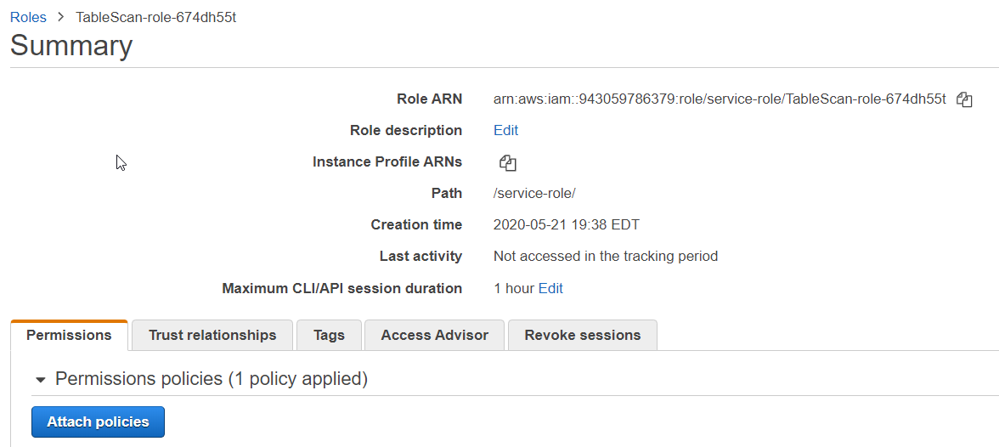 Roles > TableScan-role-674dh55t
Summary
Role ARN arn:aws:iam::943059786379:role/service-role/TableScan-role-674dh55t
Role description Edit
Instance Profile ARNs
Path /service-role/
Creation time 2020-05-21 19:38 EDT
Last activity Not accessed in the tracking period
Maximum CLI/API session duration 1 hour Edit
Permissions Trust relationships Tags Access Advisor Revoke sessions
Permissions policies (1 policy applied)
Attach policies